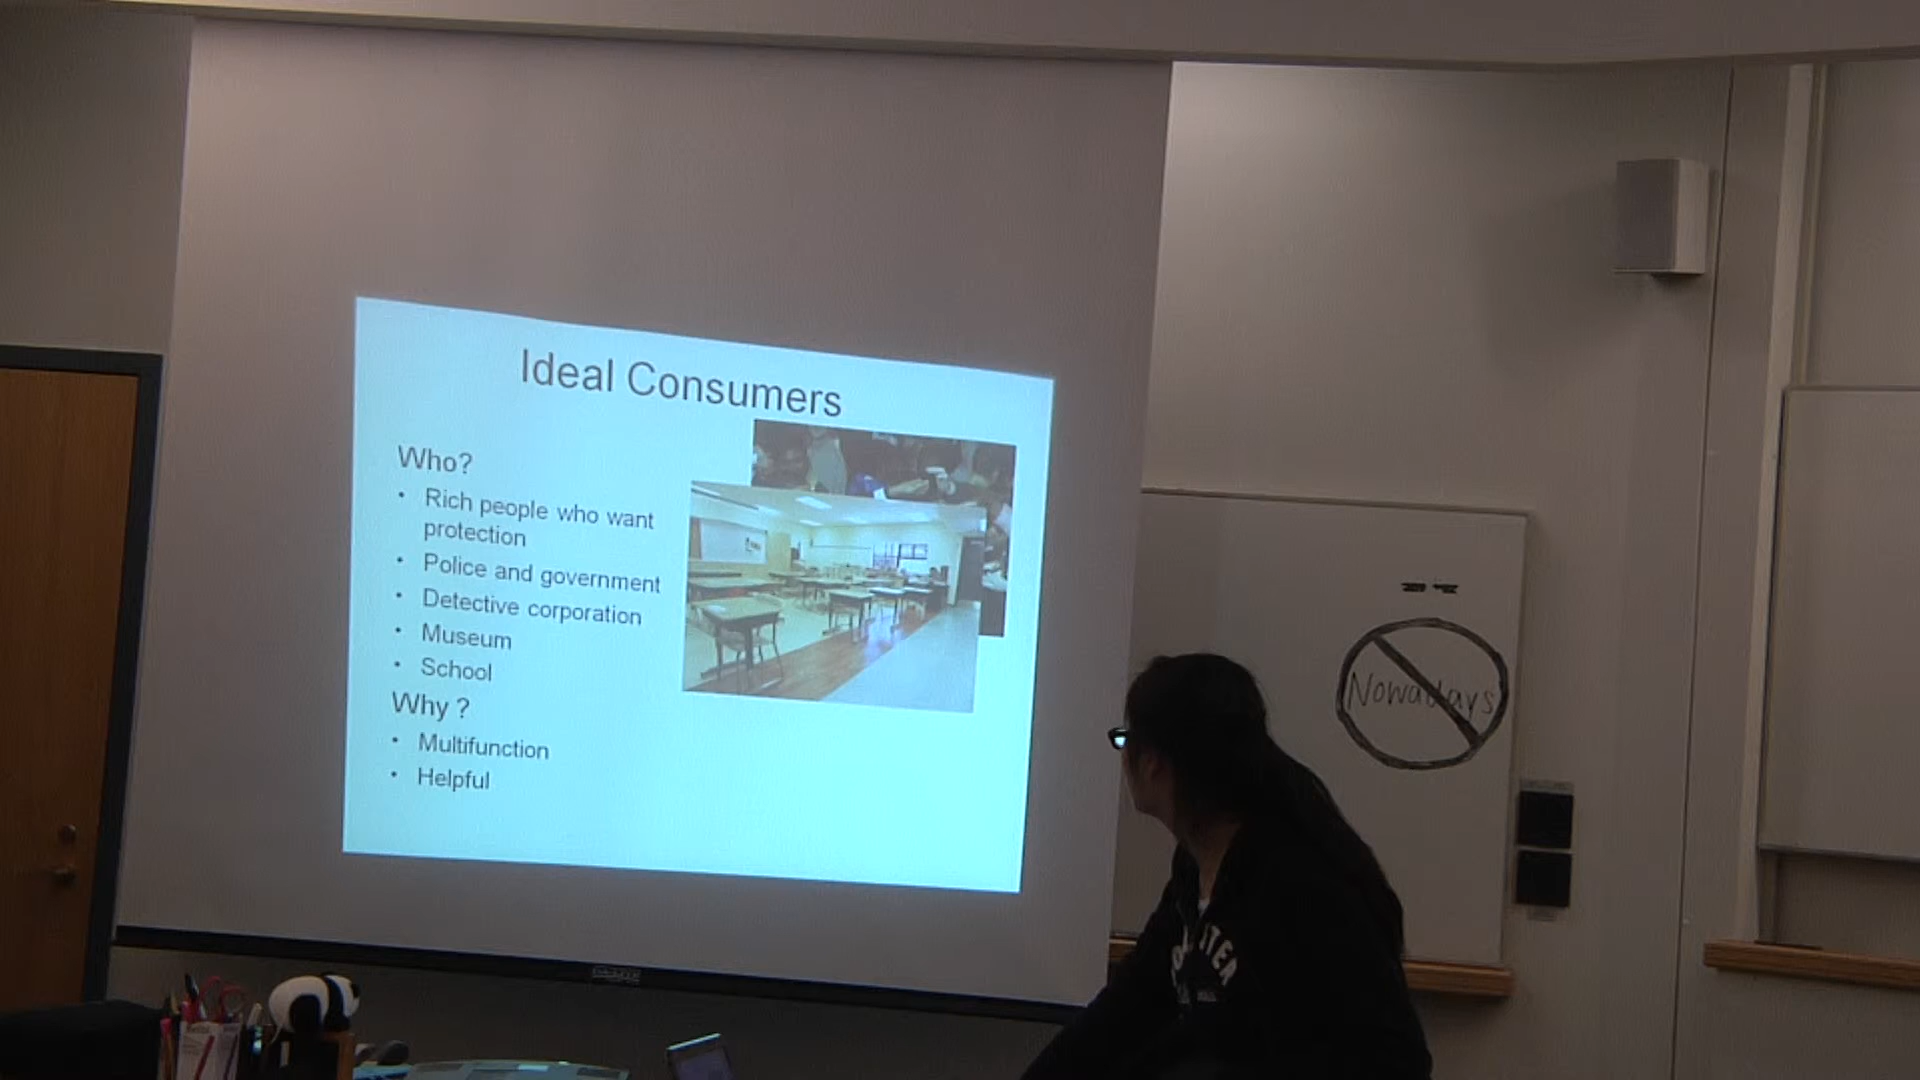 Ideal Consumers
Who?
• Rich people who want
protection
• Police and government
• Detective corporation
• Museum
• School
Why ?
• Multifunction
• Helpful
Nowadays